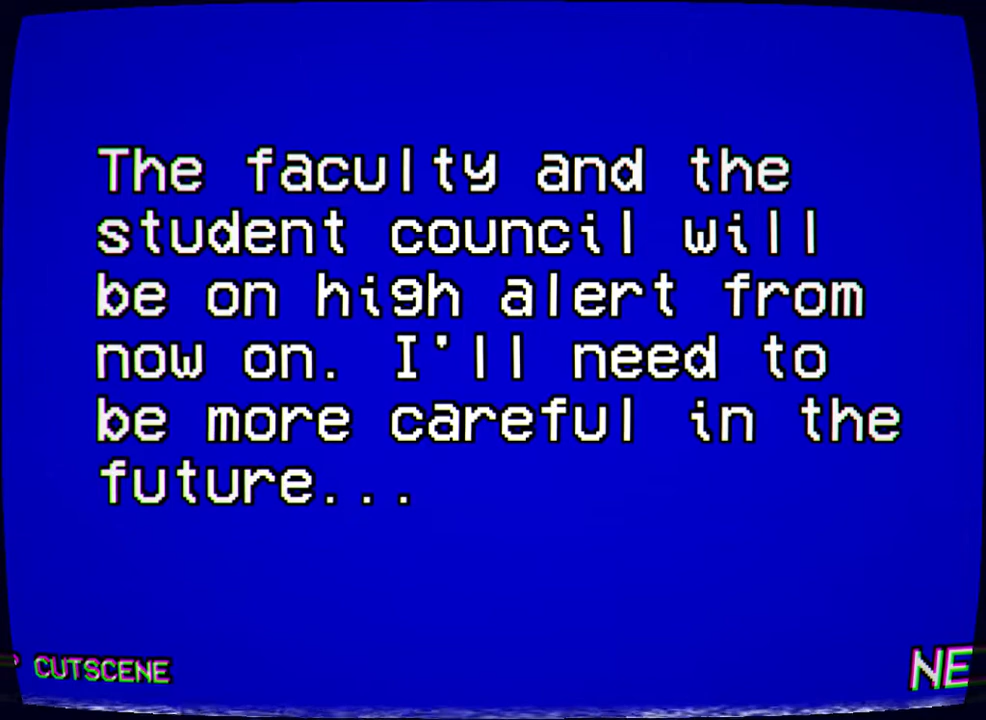 The faculty and the
student council will
be on high alert from
now on. I'll need to
be more careful in the
future...
CUTSCENE
NE